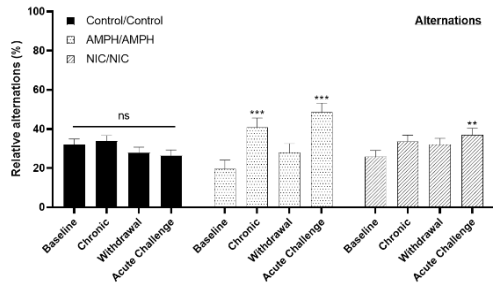 Alternations
Control/Control
AMPH/AMPH
NIC/NIC
Relative alternations (%)
100
80
60
40
20
0
ns
***
***
**
Baseline
Chronic
Withdrawal
Acute Challenge
Baseline
Chronic
Withdrawal
Acute Challenge
Baseline
Chronic
Withdrawal
Acute Challenge